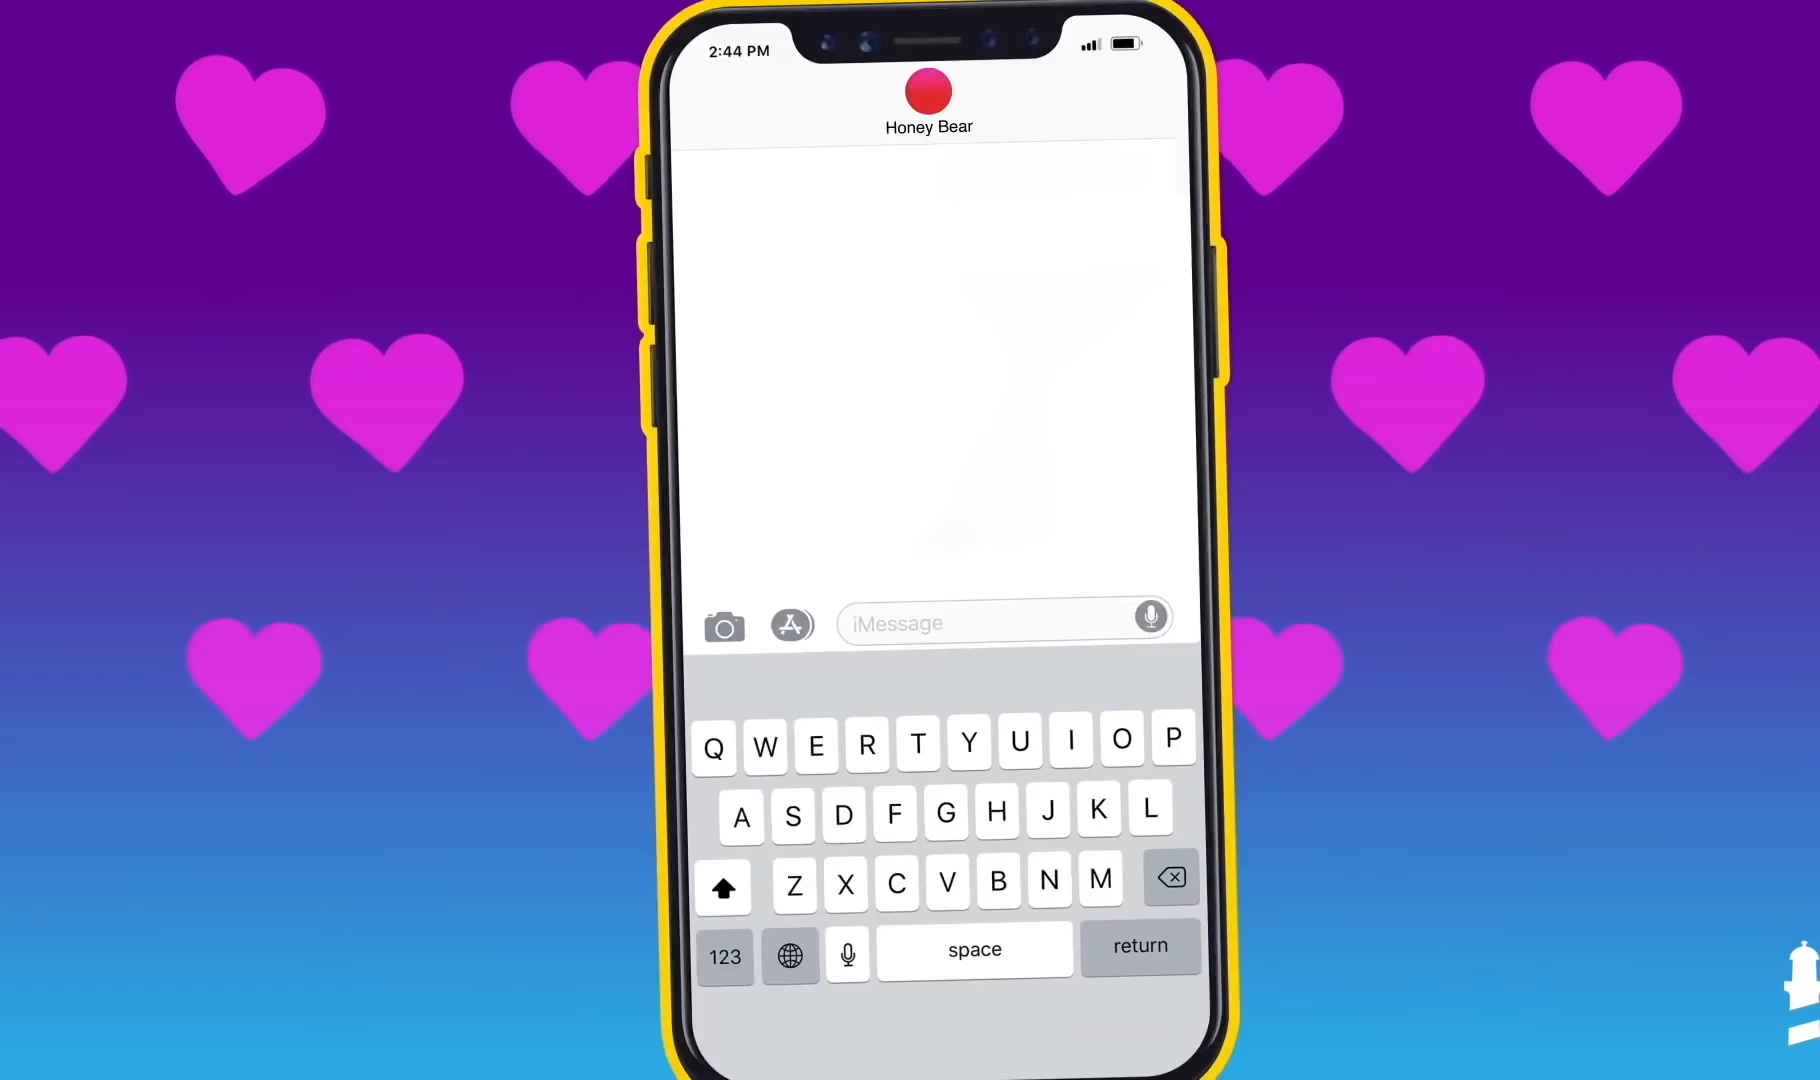 2:44 PM
Honey Bear
iMessage
Q W E R T Y U I O P
A S D F G H J K L
Z X C V B N M
123 space return